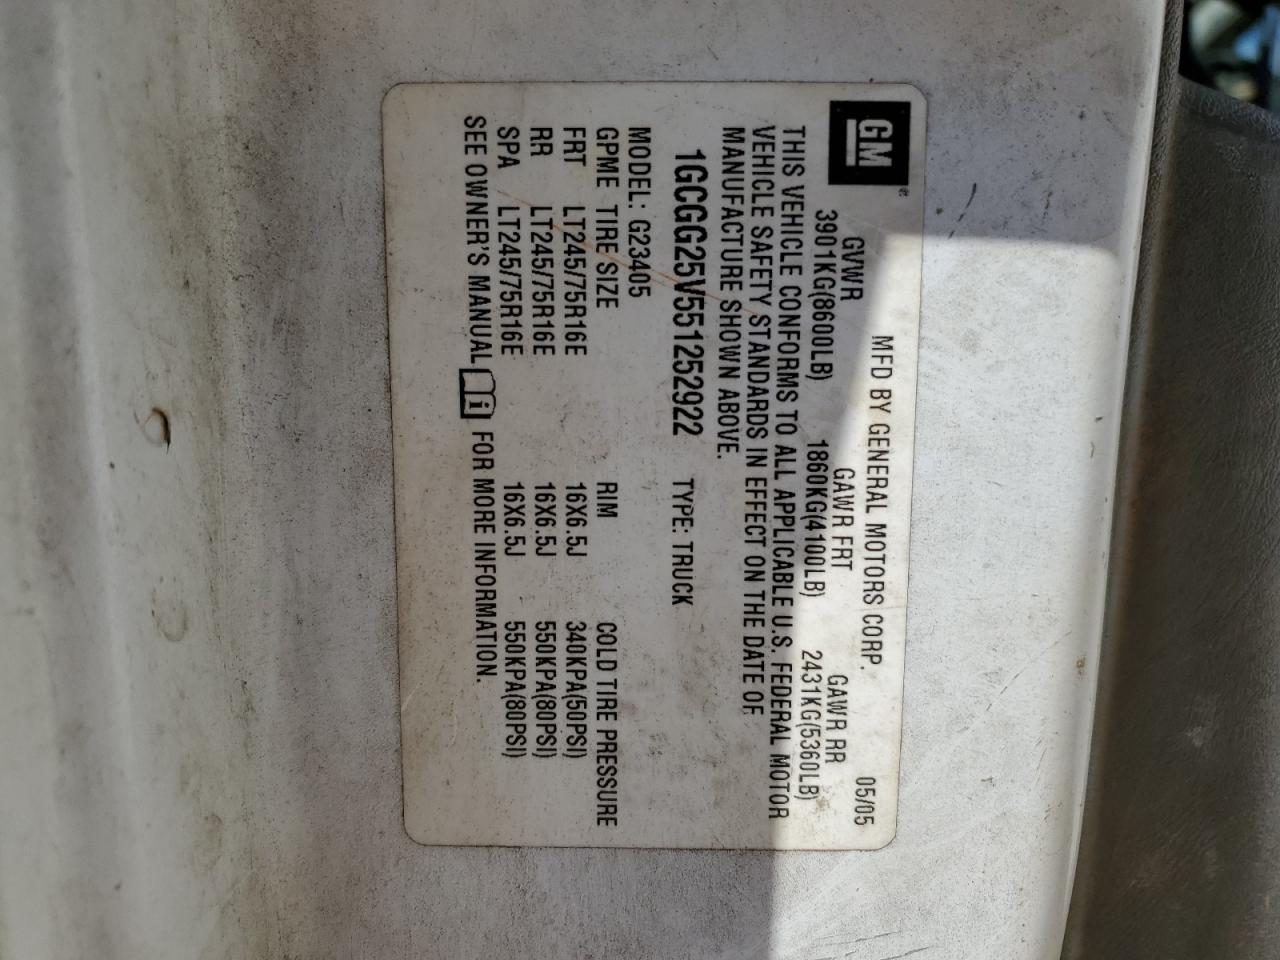 GM
MFD BY GENERAL MOTORS CORP. 05/05
GVWR GAWR FRT GAWR RR
3901KG(8600LB) 1860KG(4100LB) 2431KG(5360LB)
THIS VEHICLE CONFORMS TO ALL APPLICABLE U.S. FEDERAL MOTOR
VEHICLE SAFETY STANDARDS IN EFFECT ON THE DATE OF
MANUFACTURE SHOWN ABOVE.
1GCGG25V551252922 TYPE: TRUCK
MODEL: G23405
GPME TIRE SIZE RIM COLD TIRE PRESSURE
FRT LT245/75R16E 16X6.5J 340KPA(50PSI)
RR LT245/75R16E 16X6.5J 550KPA(80PSI)
SPA LT245/75R16E 16X6.5J 550KPA(80PSI)
SEE OWNER'S MANUAL i FOR MORE INFORMATION.